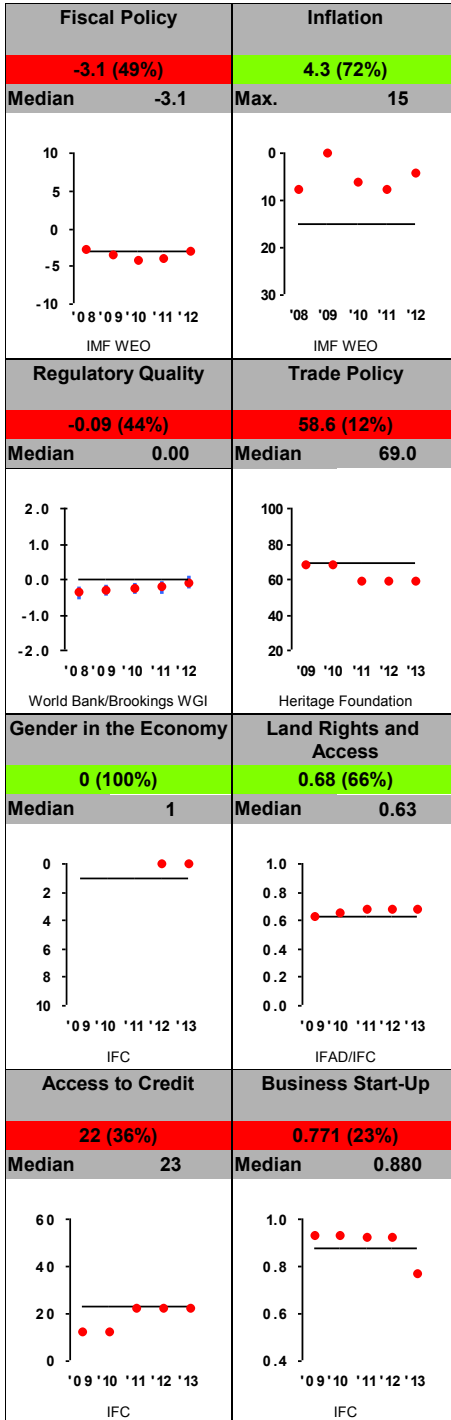 Fiscal Policy
-3.1 (49%)
Median -3.1
10
5
0
-5
-10
'08 '09 '10 '11 '12
IMF WEO
Inflation
4.3 (72%)
Max. 15
0
10
20
30
'08 '09 '10 '11 '12
IMF WEO
Regulatory Quality
-0.09 (44%)
Median 0.00
2.0
1.0
0.0
-1.0
-2.0
'08 '09 '10 '11 '12
World Bank/Brookings WGI
Trade Policy
58.6 (12%)
Median 69.0
100
80
60
40
20
'09 '10 '11 '12 '13
Heritage Foundation
Gender in the Economy
0 (100%)
Median 1
0
2
4
6
8
10
'09 '10 '11 '12 '13
IFC
Land Rights and
Access
0.68 (66%)
Median 0.63
1.0
0.8
0.6
0.4
0.2
0.0
'09 '10 '11 '12 '13
IFAD/IFC
Access to Credit
22 (36%)
Median 23
60
40
20
0
'09 '10 '11 '12 '13
IFC
Business Start-Up
0.771 (23%)
Median 0.880
1.0
0.8
0.6
0.4
'09 '10 '11 '12 '13
IFC